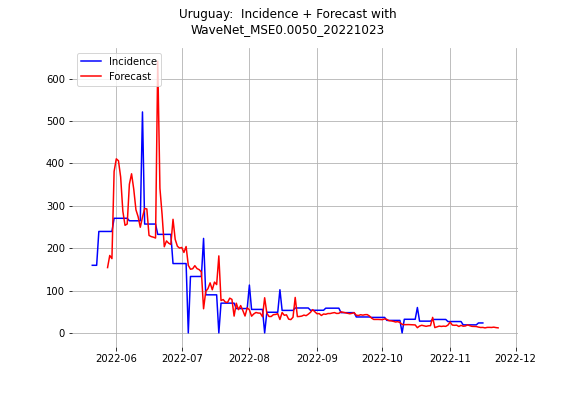 Uruguay:  Incidence + Forecast with
WaveNet_MSE0.0050_20221023
Incidence
Forecast
600
500
400
300
200
100
0
2022-06 2022-07 2022-08 2022-09 2022-10 2022-11 2022-12